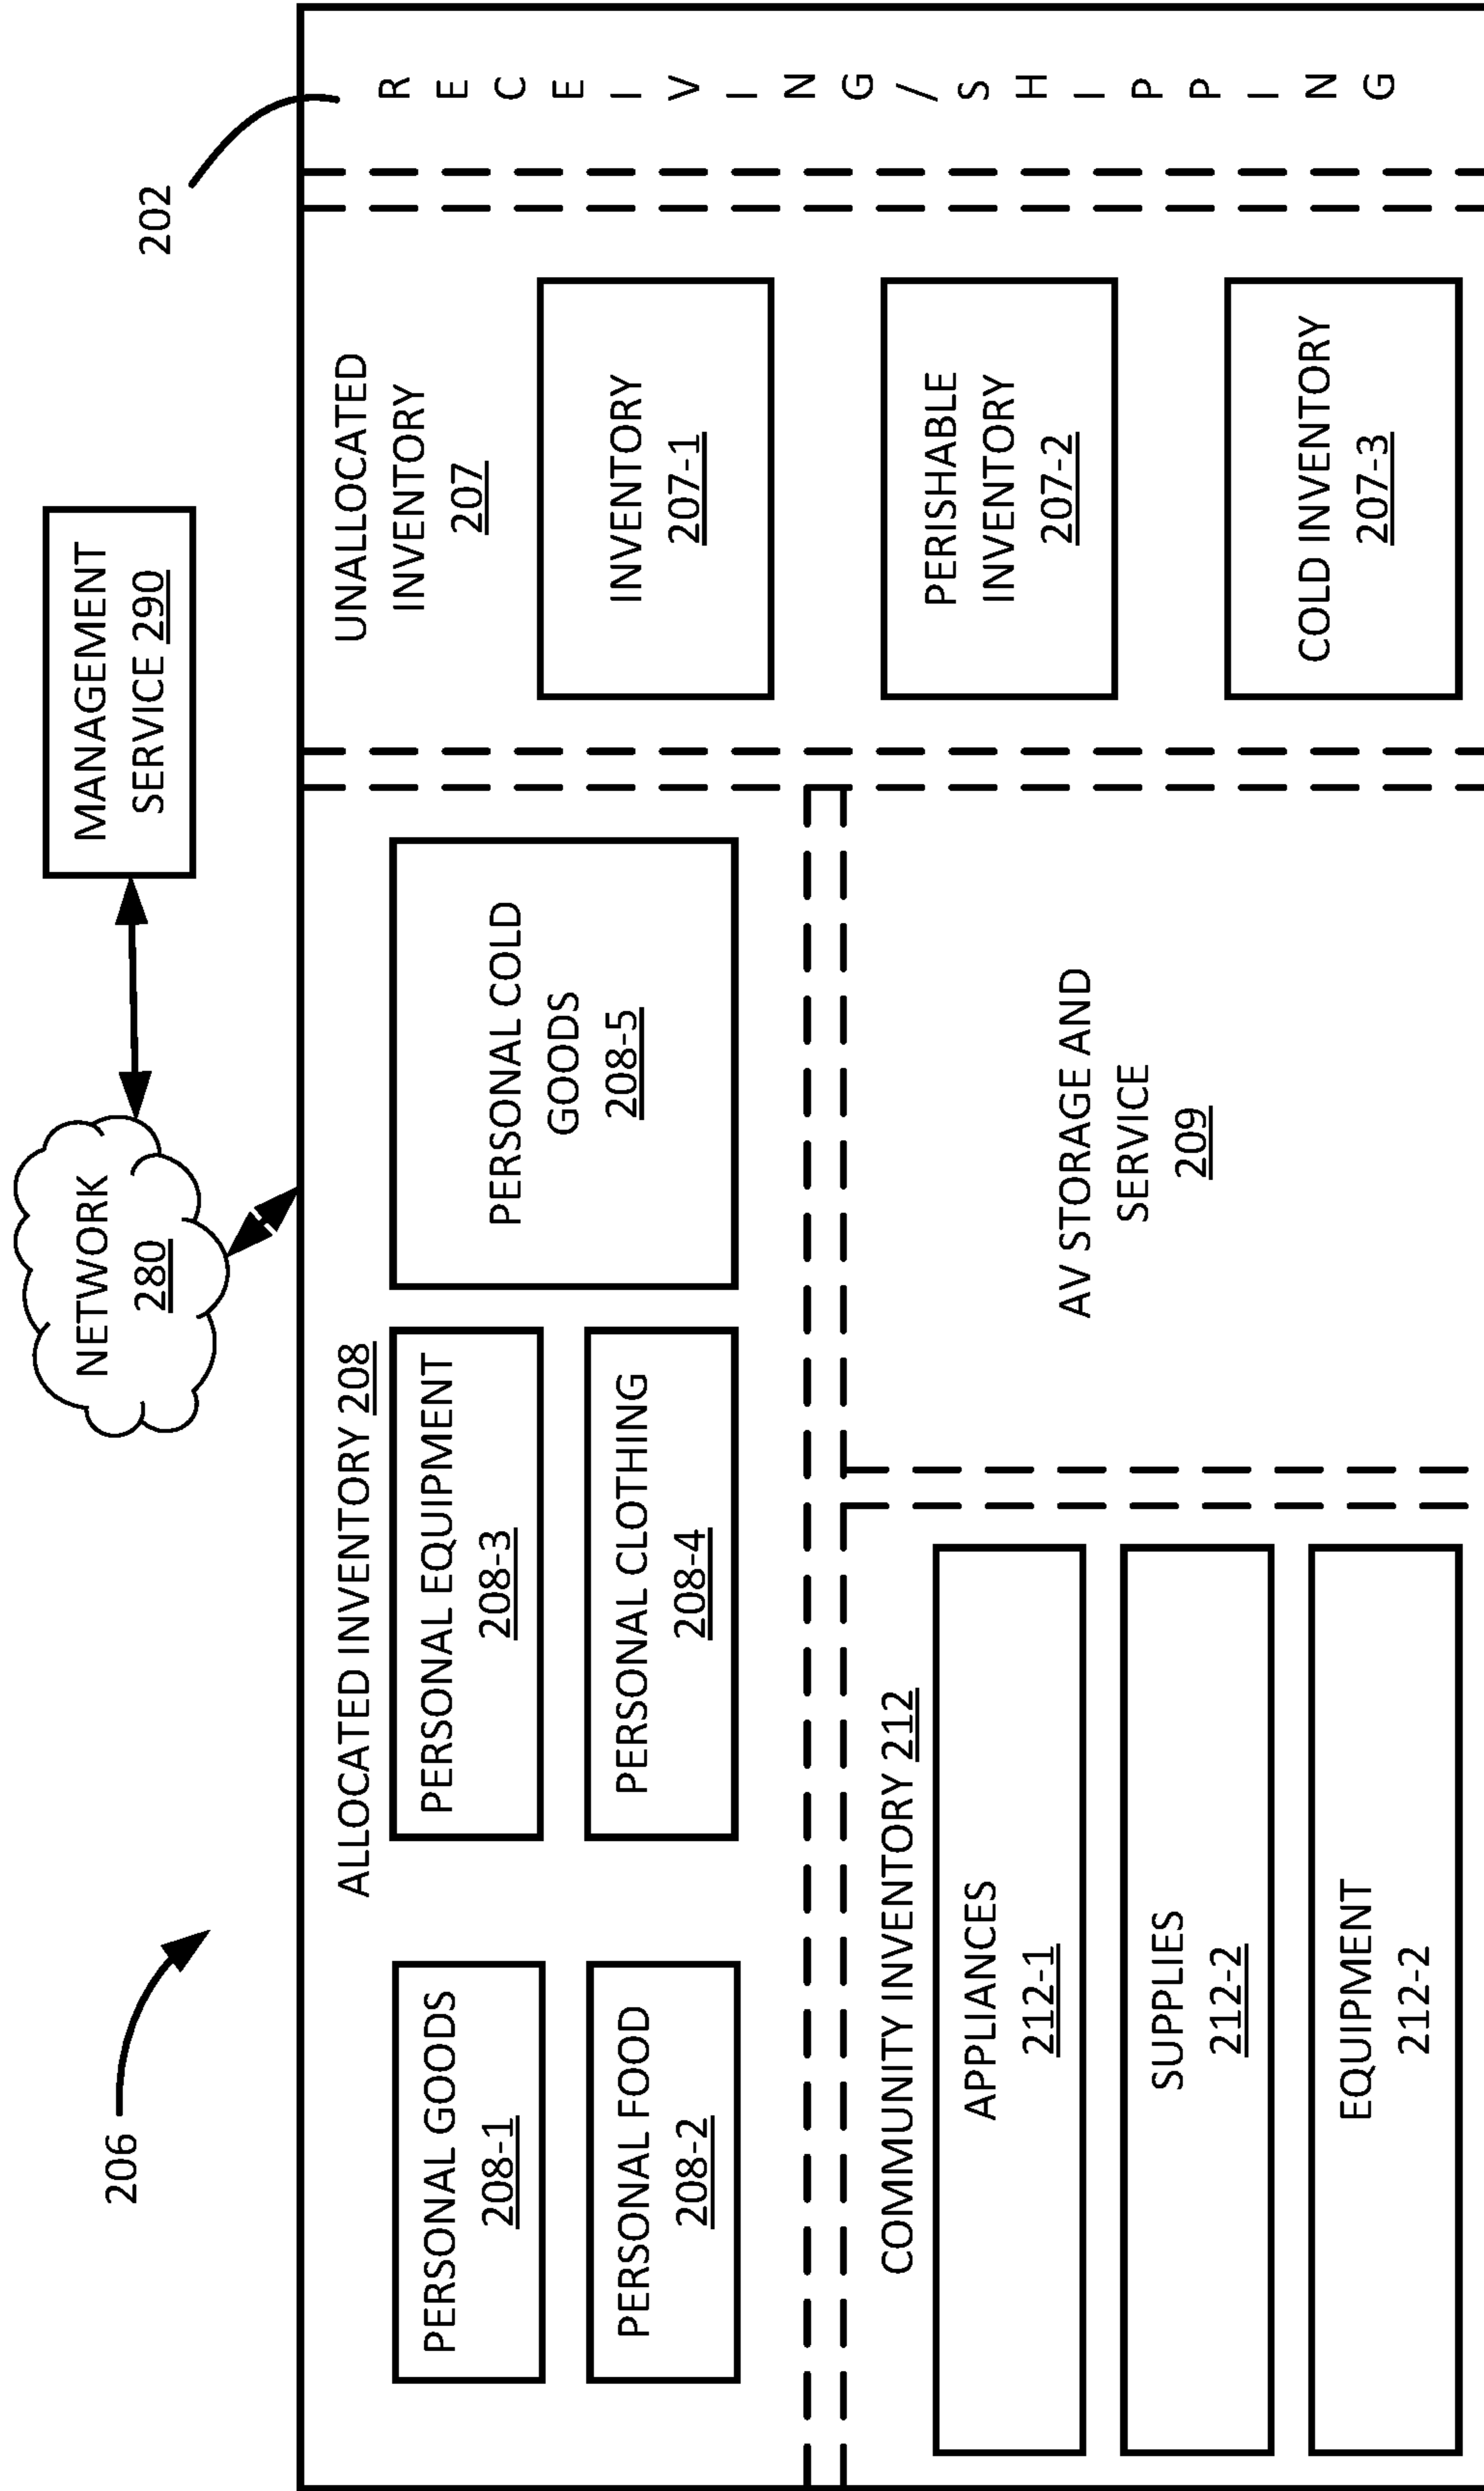 206
NETWORK
280
MANAGEMENT
SERVICE 290
202
ALLOCATED INVENTORY 208
PERSONAL GOODS
208-1
PERSONAL FOOD
208-2
PERSONAL EQUIPMENT
208-3
PERSONAL CLOTHING
208-4
PERSONAL COLD
GOODS
208-5
COMMUNITY INVENTORY 212
APPLIANCES
212-1
SUPPLIES
212-2
EQUIPMENT
212-2
AV STORAGE AND
SERVICE
209
UNALLOCATED
INVENTORY
207
INVENTORY
207-1
PERISHABLE
INVENTORY
207-2
COLD INVENTORY
207-3
RECEIVING/SHIPPING